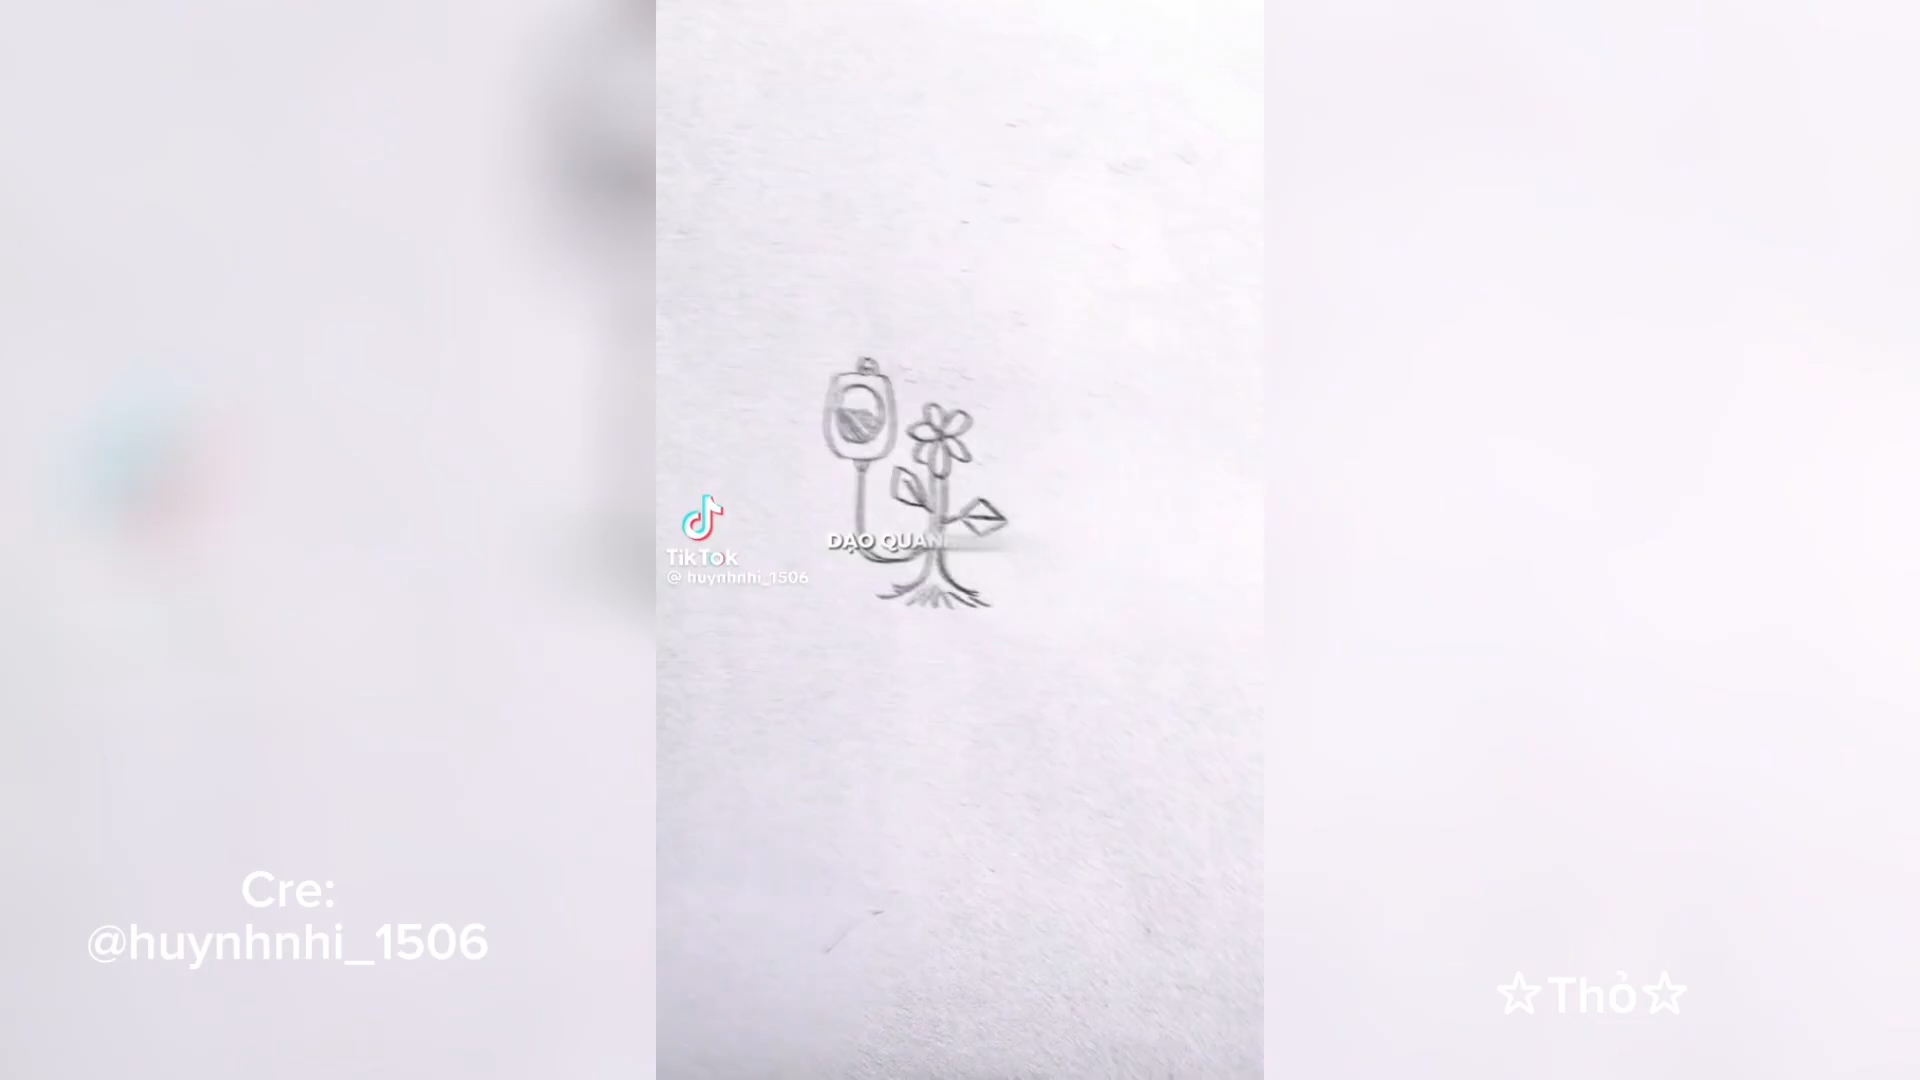 DẠO QUAN
TikTok
@ huynhnhi_1506
Cre:
@huynhnhi_1506
☆Thỏ☆